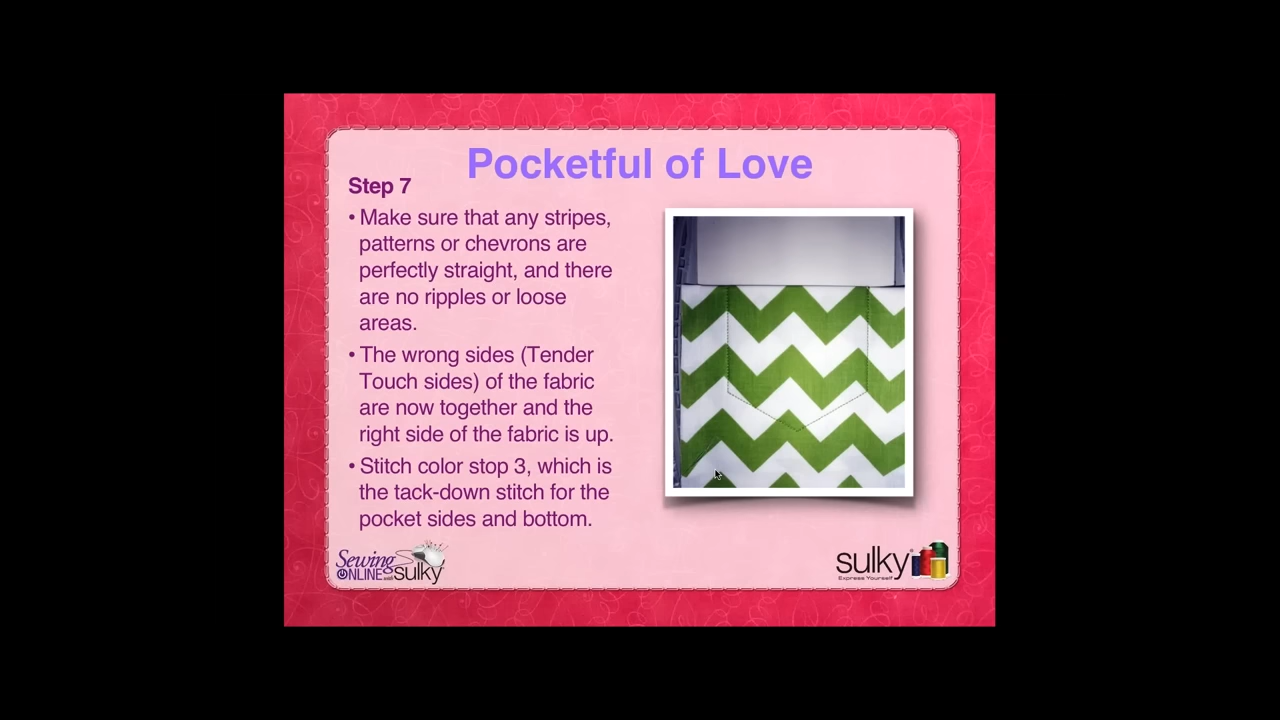 Pocketful of Love
Step 7
• Make sure that any stripes,
patterns or chevrons are
perfectly straight, and there
are no ripples or loose
areas.
• The wrong sides (Tender
Touch sides) of the fabric
are now together and the
right side of the fabric is up.
• Stitch color stop 3, which is
the tack-down stitch for the
pocket sides and bottom.
Sewing
ONLINE with sulky
sulky
Express Yourself